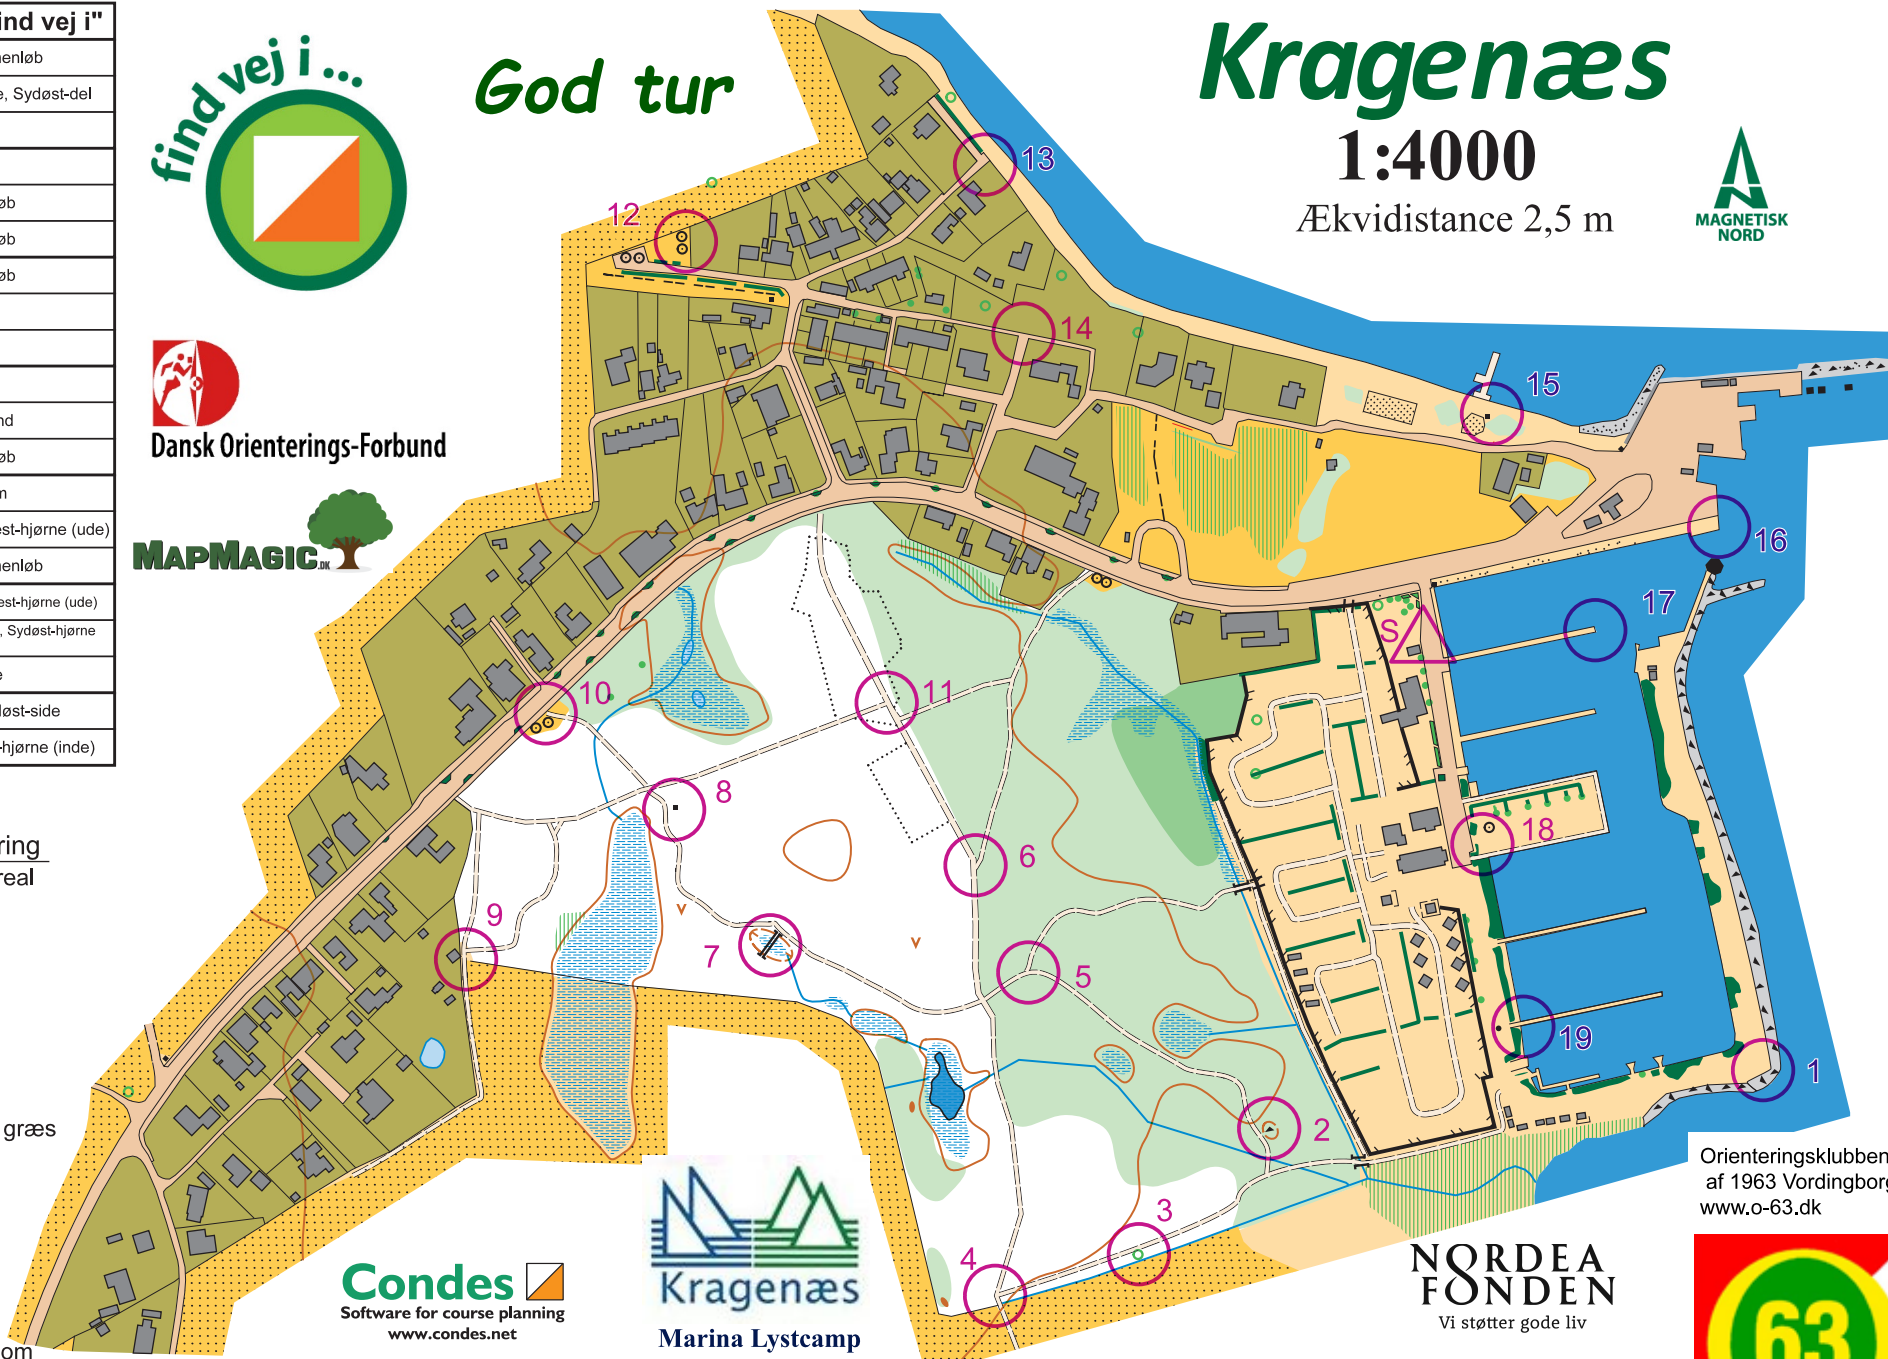 ind vej i"
enløb
e, Sydøst-del
øb
øb
øb
nd
øb
m
est-hjørne (ude)
enløb
est-hjørne (ude)
, Sydøst-hjørne
e
løst-side
-hjørne (inde)
ring
real
græs
om
find vej i ...
God tur
Kragenæs
1:4000
Ækvidistance 2,5 m
MAGNETISK
NORD
Dansk Orienterings-Forbund
MAPMAGIC.DK
12
13
14
15
16
17
S
10
11
8
18
6
9
7
5
19
1
2
3
4
Condes
Software for course planning
www.condes.net
Kragenæs
Marina Lystcamp
NORDEA
FONDEN
Vi støtter gode liv
Orienteringsklubben
af 1963 Vordingborg
www.o-63.dk
63